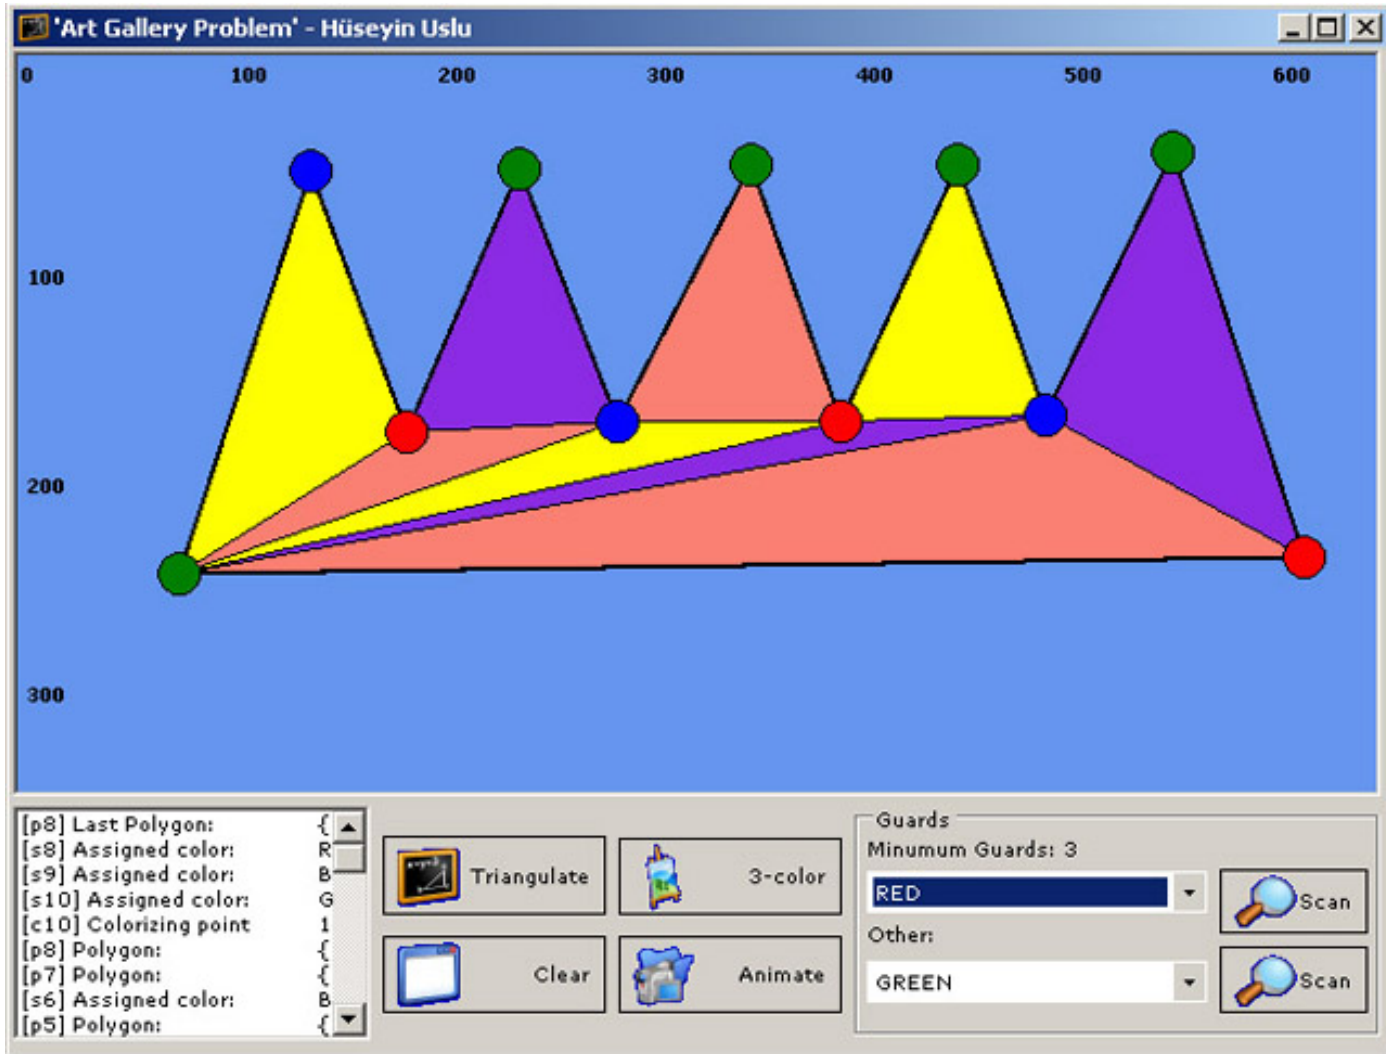 'Art Gallery Problem' - Hüseyin Uslu
0 100 200 300 400 500 600
100
200
300
[p8] Last Polygon: {
[s8] Assigned color: R
[s9] Assigned color: B
[s10] Assigned color: G
[c10] Colorizing point 1
[p8] Polygon: {
[p7] Polygon: {
[s6] Assigned color: B
[p5] Polygon: {
Triangulate
3-color
Clear
Animate
Guards
Minumum Guards: 3
RED
Scan
Other:
GREEN
Scan